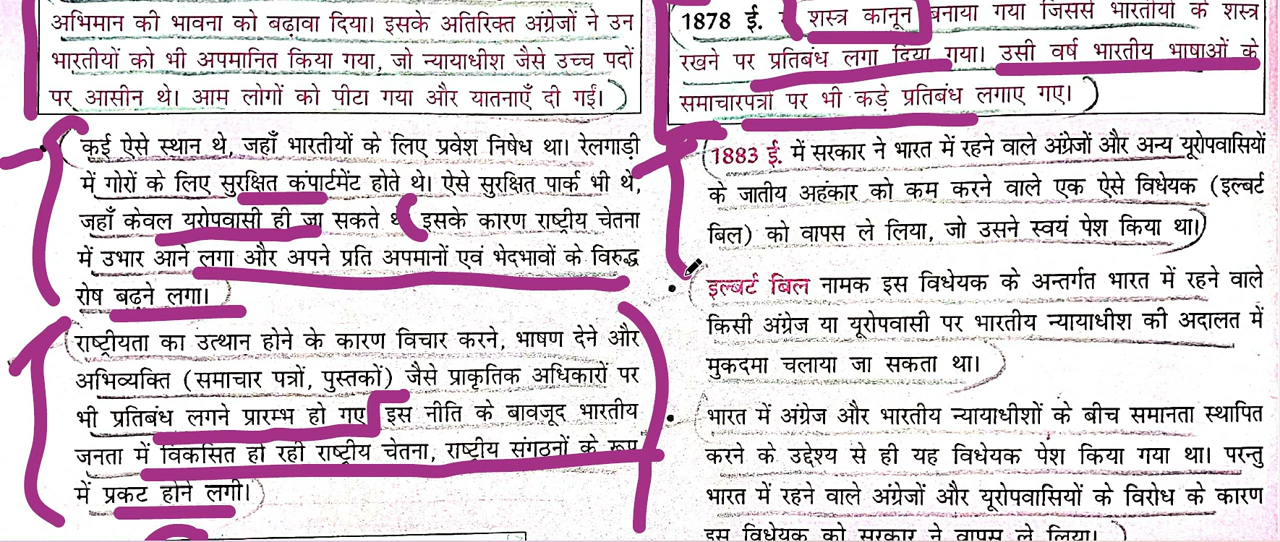 अभिमान की भावना को बढ़ावा दिया। इसके अतिरिक्त अंग्रेजों ने उन
भारतीयों को भी अपमानित किया गया, जो न्यायाधीश जैसे उच्च पदों
पर आसीन थे। आम लोगों को पीटा गया और यातनाएँ दी गईं।
कई ऐसे स्थान थे, जहाँ भारतीयों के लिए प्रवेश निषेध था। रेलगाड़ी
में गोरों के लिए सुरक्षित कंपार्टमेंट होते थे। ऐसे सुरक्षित पार्क भी थे,
जहाँ केवल यूरोपवासी ही जा सकते इसके कारण राष्ट्रीय चेतना
में उभार आने लगा और अपने प्रति अपमानों एवं भेदभावों के विरुद्ध
रोष बढ़ने लगा।
राष्ट्रीयता का उत्थान होने के कारण विचार करने, भाषण देने और
अभिव्यक्ति (समाचार पत्रों, पुस्तकों) जैसे प्राकृतिक अधिकारों पर
भी प्रतिबंध लगने प्रारम्भ हो गए इस नीति के बावजूद भारतीय
जनता में विकसित हो रही राष्ट्रीय चेतना, राष्ट्रीय संगठनों के रूप
में प्रकट होने लगी।
1878 ई. शस्त्र कानून बनाया गया जिससे भारतीयों के शस्त्र
रखने पर प्रतिबंध लगा दिया गया। उसी वर्ष भारतीय भाषाओं के
समाचारपत्रों पर भी कड़े प्रतिबंध लगाए गए।
1883 ई. में सरकार ने भारत में रहने वाले अंग्रेजों और अन्य यूरोपवासियों
के जातीय अहंकार को कम करने वाले एक ऐसे विधेयक (इल्बर्ट
बिल) को वापस ले लिया, जो उसने स्वयं पेश किया था।
इल्बर्ट बिल नामक इस विधेयक के अन्तर्गत भारत में रहने वाले
किसी अंग्रेज या यूरोपवासी पर भारतीय न्यायाधीश की अदालत में
मुकदमा चलाया जा सकता था।
भारत में अंग्रेज और भारतीय न्यायाधीशों के बीच समानता स्थापित
करने के उद्देश्य से ही यह विधेयक पेश किया गया था। परन्तु
भारत में रहने वाले अंग्रेजों और यूरोपवासियों के विरोध के कारण
इस विधेयक को सरकार ने वापस ले लिया।